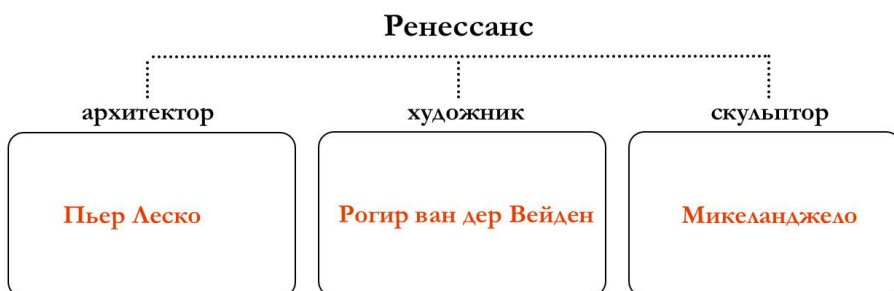 Ренессанс
архитектор
художник
скульптор
Пьер Леско
Рогир ван дер Вейден
Микеланджело